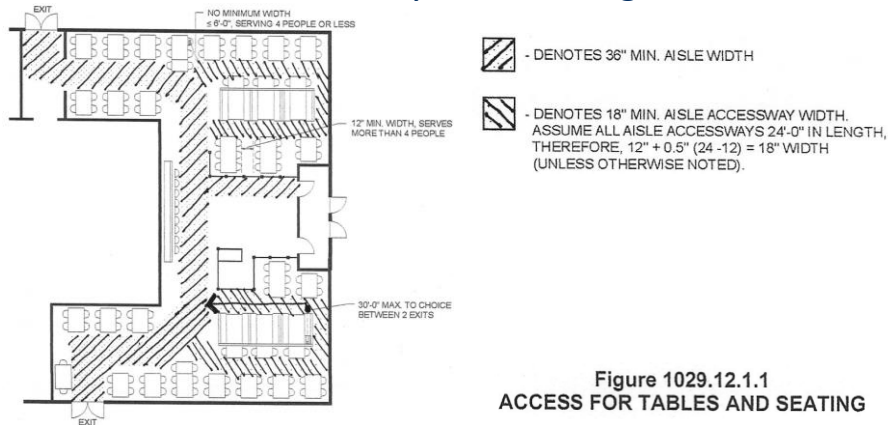 EXIT
NO MINIMUM WIDTH
≤ 6'-0", SERVING 4 PEOPLE OR LESS
12" MIN. WIDTH, SERVES
MORE THAN 4 PEOPLE
30'-0" MAX. TO CHOICE
BETWEEN 2 EXITS
EXIT
- DENOTES 36" MIN. AISLE WIDTH
- DENOTES 18" MIN. AISLE ACCESSWAY WIDTH.
ASSUME ALL AISLE ACCESSWAYS 24'-0" IN LENGTH,
THEREFORE, 12" + 0.5" (24 -12) = 18" WIDTH
(UNLESS OTHERWISE NOTED).
Figure 1029.12.1.1
ACCESS FOR TABLES AND SEATING